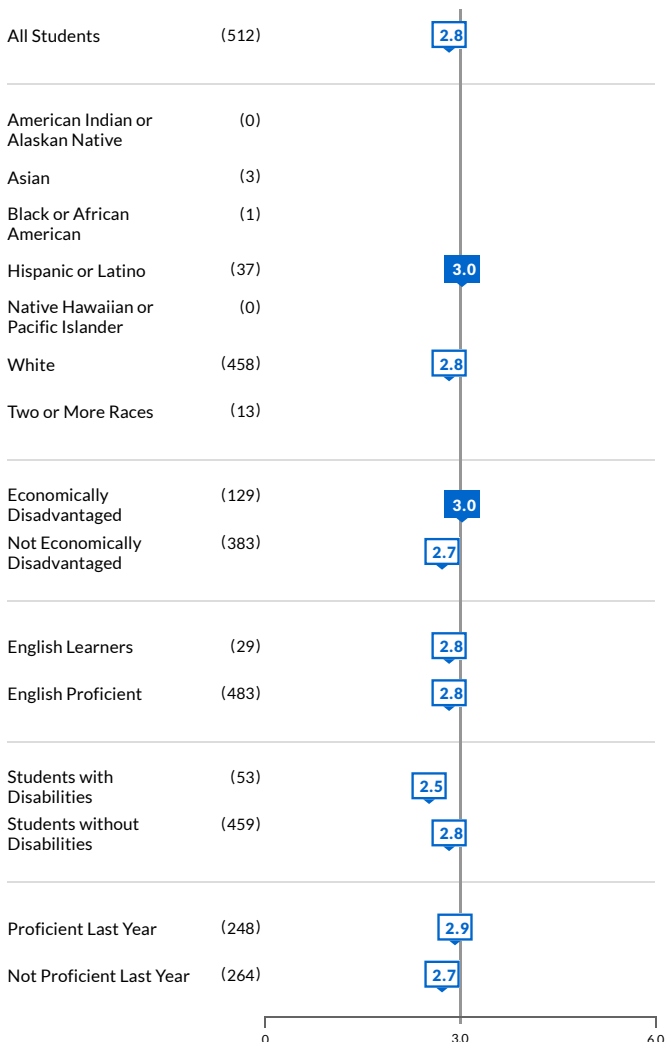 All Students (512) 2.8
American Indian or (0)
Alaskan Native
Asian (3)
Black or African (1)
American
Hispanic or Latino (37) 3.0
Native Hawaiian or (0)
Pacific Islander
White (458) 2.8
Two or More Races (13)
Economically (129) 3.0
Disadvantaged
Not Economically (383) 2.7
Disadvantaged
English Learners (29) 2.8
English Proficient (483) 2.8
Students with (53) 2.5
Disabilities
Students without (459) 2.8
Disabilities
Proficient Last Year (248) 2.9
Not Proficient Last Year (264) 2.7
0 3.0 6.0